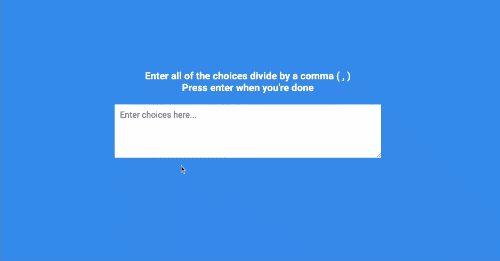 Enter all of the choices divide by a comma ( , )
Press enter when you're done
Enter choices here...